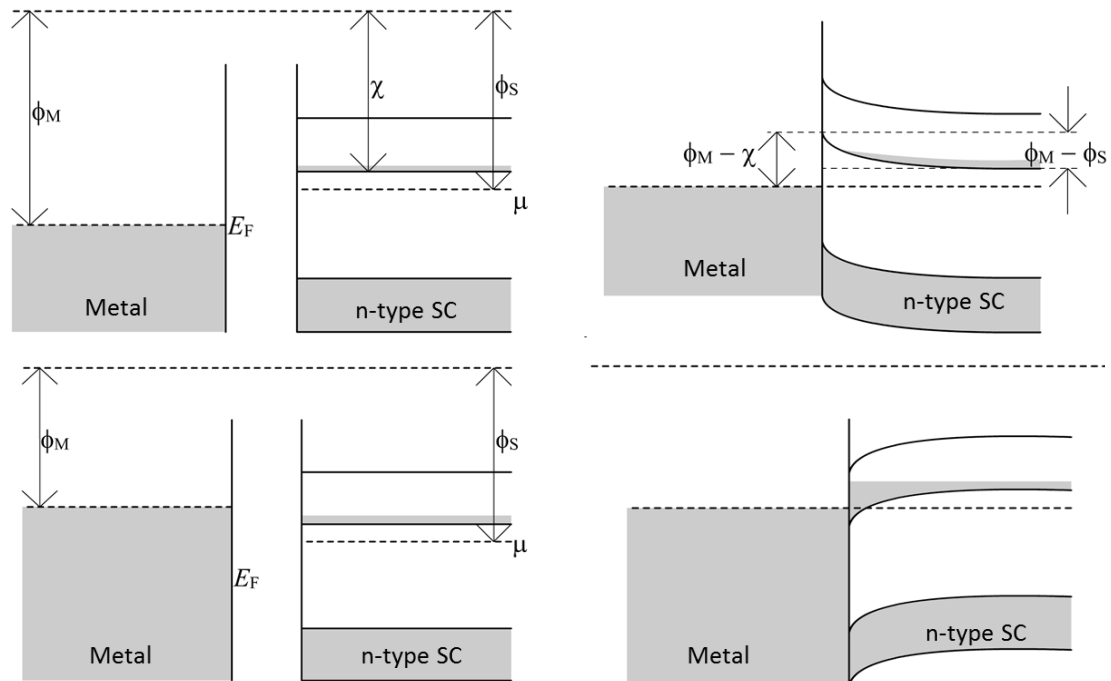 ϕM
χ
ϕS
EF
μ
Metal
n-type SC
ϕM – χ
ϕM – ϕS
Metal
n-type SC
ϕM
ϕS
μ
EF
Metal
n-type SC
Metal
n-type SC